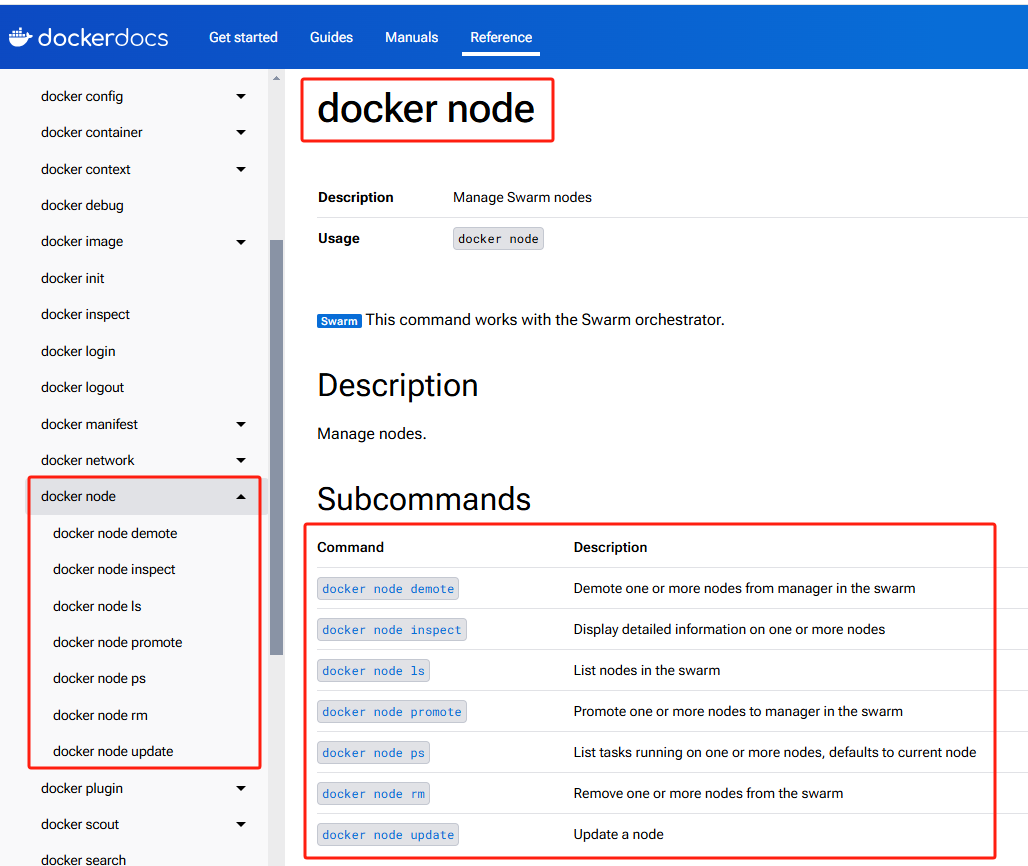 dockerdocs Get started Guides Manuals Reference
docker config
docker container
docker context
docker debug
docker image
docker init
docker inspect
docker login
docker logout
docker manifest
docker network
docker node
docker node demote
docker node inspect
docker node ls
docker node promote
docker node ps
docker node rm
docker node update
docker plugin
docker scout
docker search
docker node
Description Manage Swarm nodes
Usage docker node
Swarm This command works with the Swarm orchestrator.
Description
Manage nodes.
Subcommands
Command Description
docker node demote Demote one or more nodes from manager in the swarm
docker node inspect Display detailed information on one or more nodes
docker node ls List nodes in the swarm
docker node promote Promote one or more nodes to manager in the swarm
docker node ps List tasks running on one or more nodes, defaults to current node
docker node rm Remove one or more nodes from the swarm
docker node update Update a node